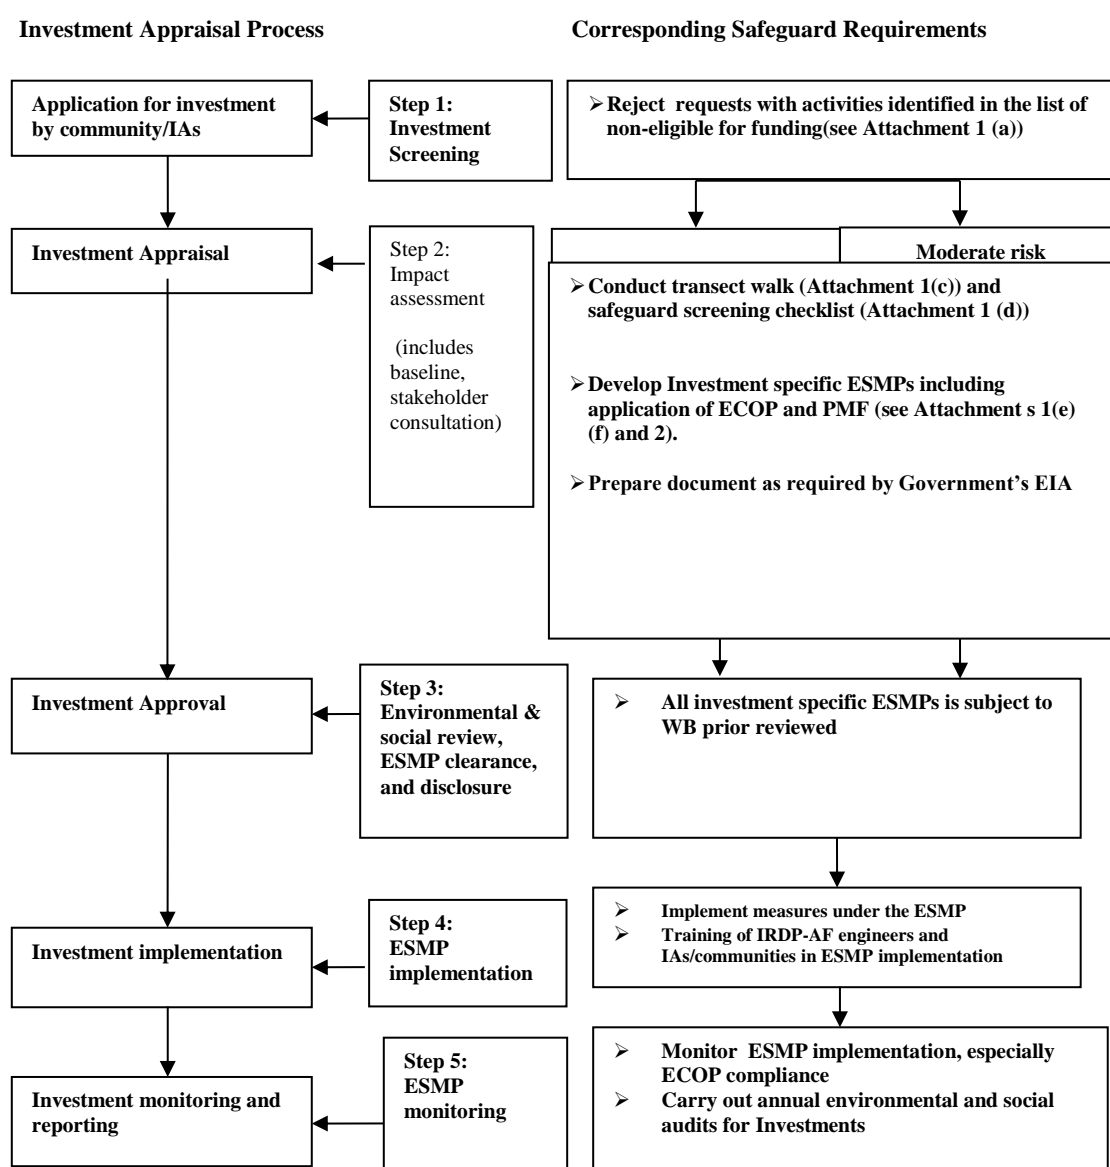 Investment Appraisal Process
Corresponding Safeguard Requirements
Application for investment
by community/IAs
Step 1:
Investment
Screening
➢Reject requests with activities identified in the list of
non-eligible for funding(see Attachment 1 (a))
Investment Appraisal
Step 2:
Impact
assessment
(includes
baseline,
stakeholder
consultation)
Moderate risk
➢Conduct transect walk (Attachment 1(c)) and
safeguard screening checklist (Attachment 1 (d))
➢Develop Investment specific ESMPs including
application of ECOP and PMF (see Attachment s 1(e)
(f) and 2).
➢Prepare document as required by Government’s EIA
Investment Approval
Step 3:
Environmental &
social review,
ESMP clearance,
and disclosure
➢ All investment specific ESMPs is subject to
WB prior reviewed
Investment implementation
Step 4:
ESMP
implementation
➢ Implement measures under the ESMP
➢ Training of IRDP-AF engineers and
IAs/communities in ESMP implementation
Investment monitoring and
reporting
Step 5:
ESMP
monitoring
➢ Monitor ESMP implementation, especially
ECOP compliance
➢ Carry out annual environmental and social
audits for Investments